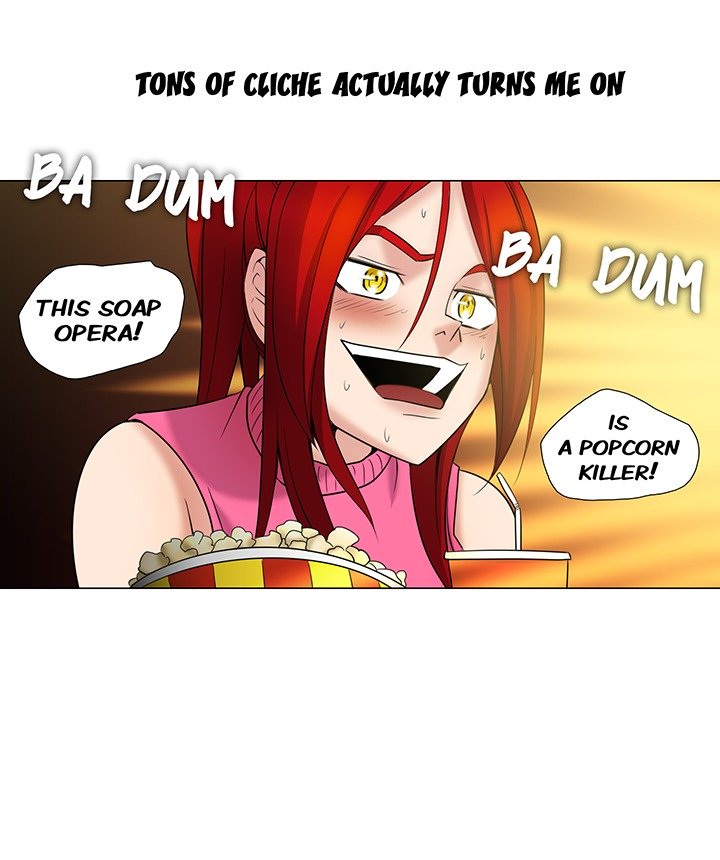 TONS OF CLICHE ACTUALLY TURNS ME ON
BA DUM
BA DUM
THIS SOAP
OPERA!
IS
A POPCORN
KILLER!